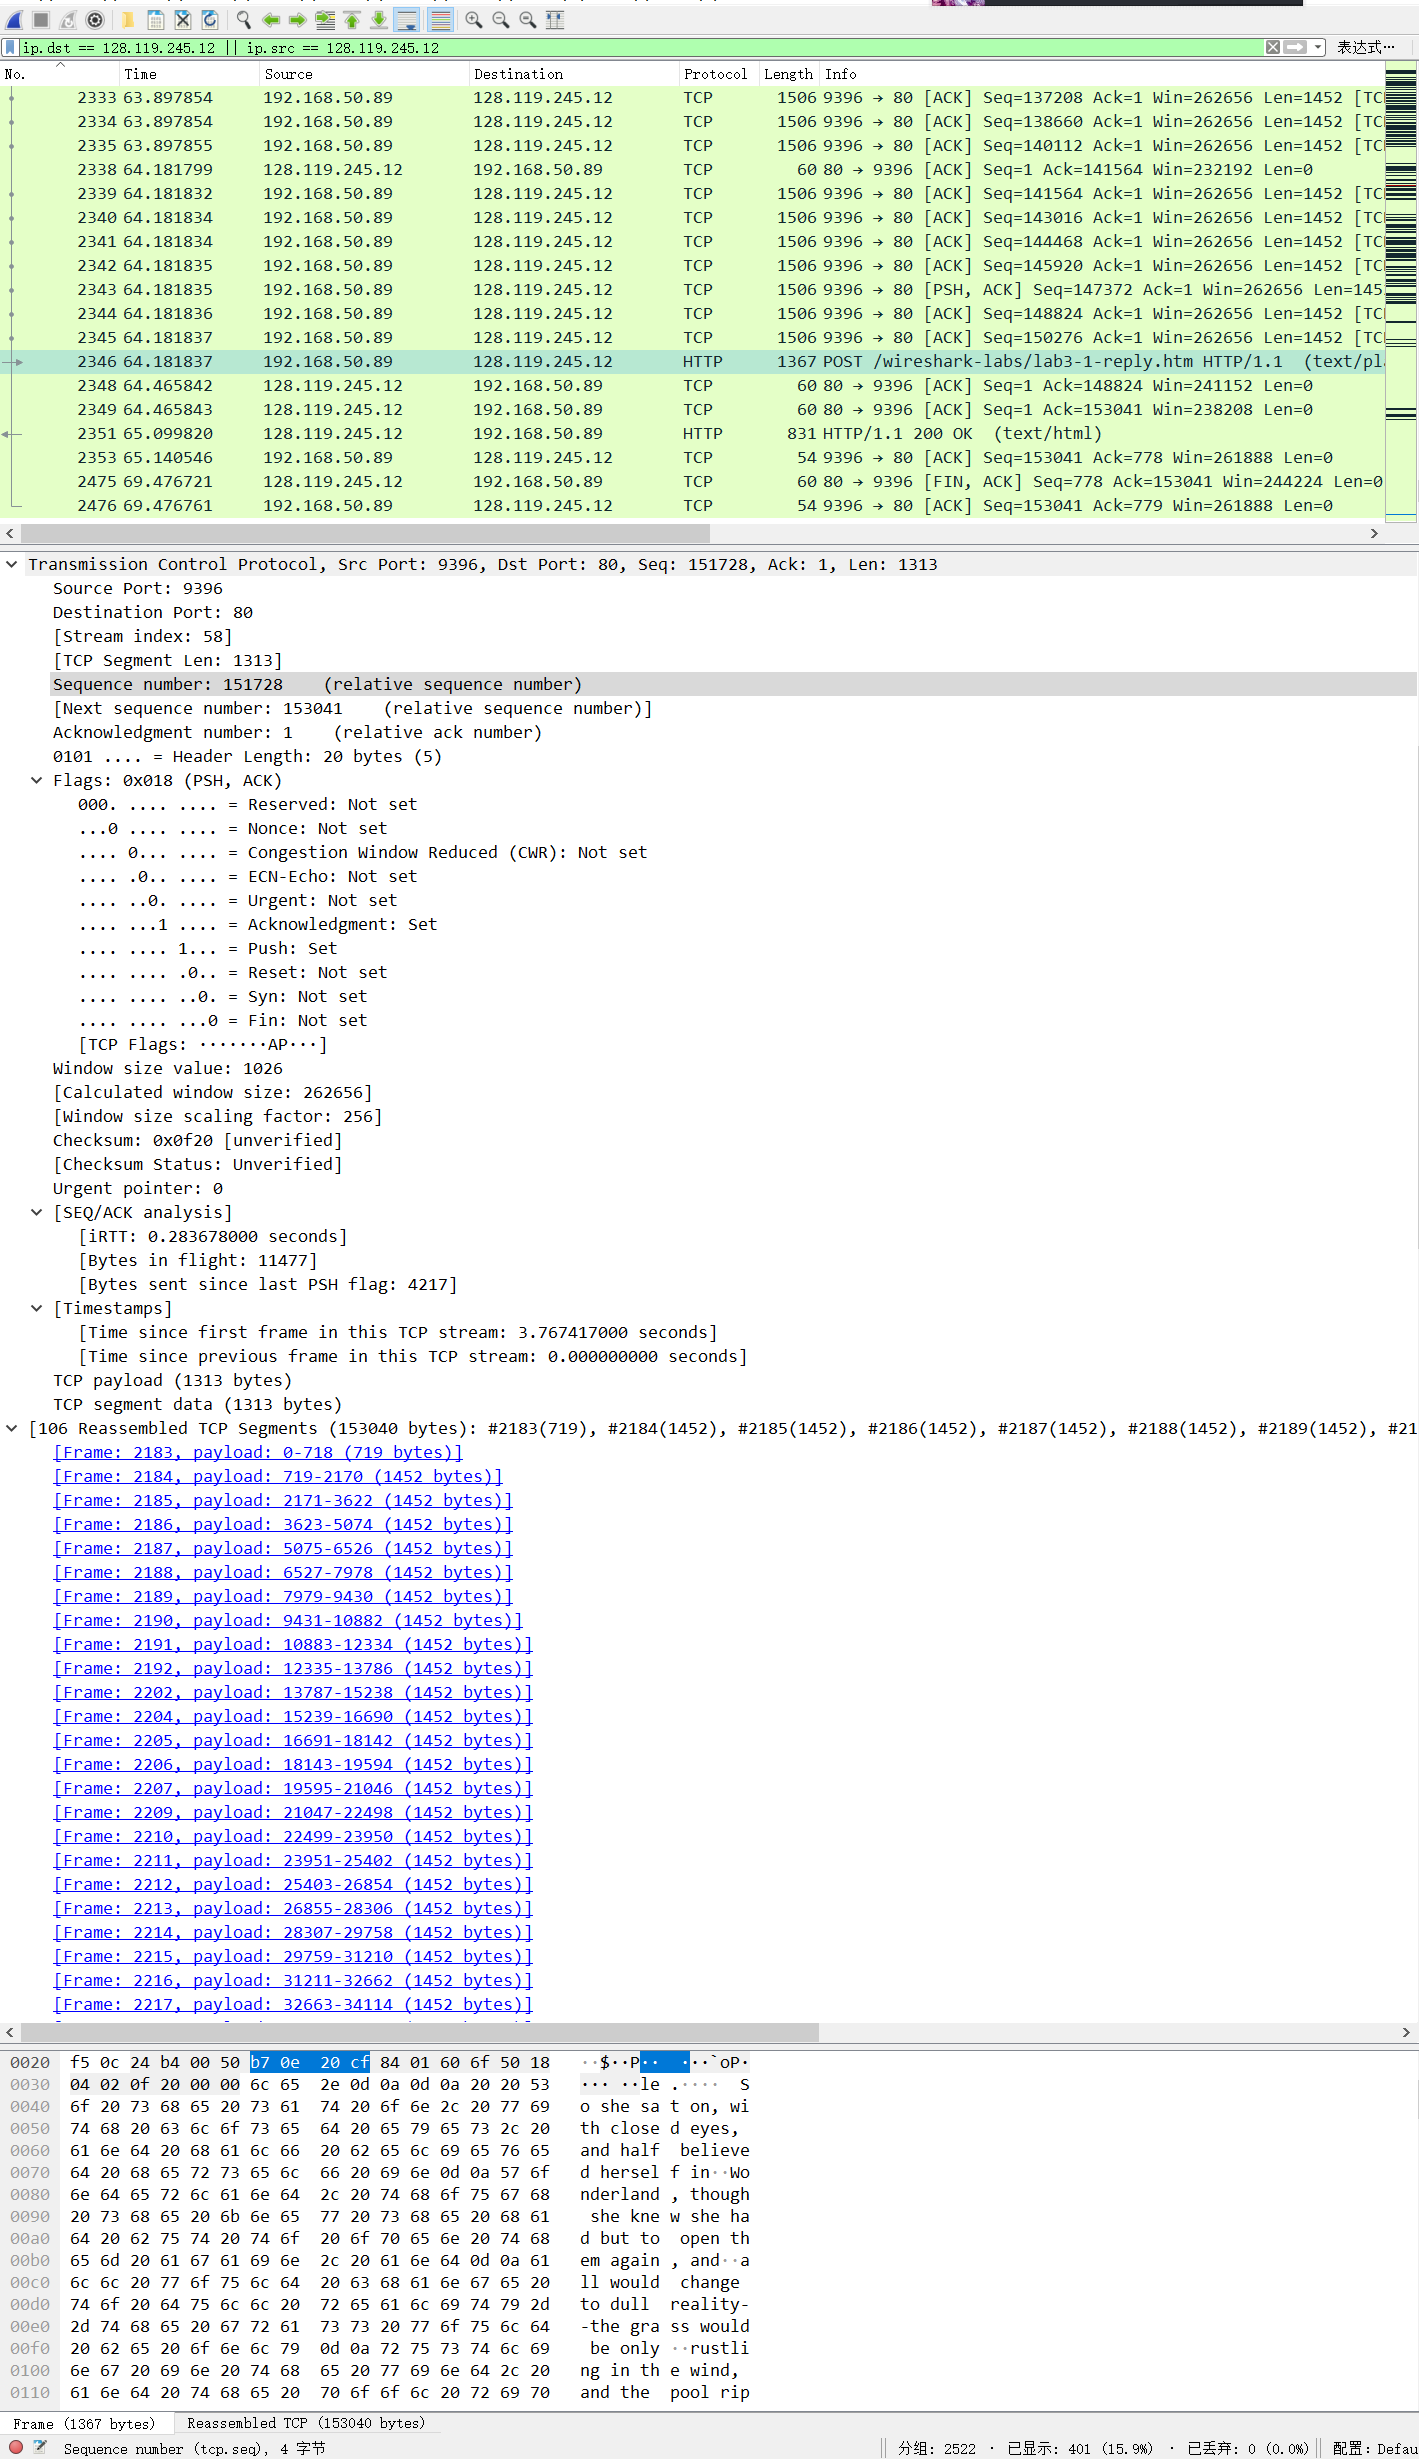 ip.dst == 128.119.245.12 || ip.src == 128.119.245.12 表达式…
No. Time Source Destination Protocol Length Info
2333 63.897854 192.168.50.89 128.119.245.12 TCP 1506 9396 → 80 [ACK] Seq=137208 Ack=1 Win=262656 Len=1452 [TC
2334 63.897854 192.168.50.89 128.119.245.12 TCP 1506 9396 → 80 [ACK] Seq=138660 Ack=1 Win=262656 Len=1452 [TC
2335 63.897855 192.168.50.89 128.119.245.12 TCP 1506 9396 → 80 [ACK] Seq=140112 Ack=1 Win=262656 Len=1452 [TC
2338 64.181799 128.119.245.12 192.168.50.89 TCP 60 80 → 9396 [ACK] Seq=1 Ack=141564 Win=232192 Len=0
2339 64.181832 192.168.50.89 128.119.245.12 TCP 1506 9396 → 80 [ACK] Seq=141564 Ack=1 Win=262656 Len=1452 [TC
2340 64.181834 192.168.50.89 128.119.245.12 TCP 1506 9396 → 80 [ACK] Seq=143016 Ack=1 Win=262656 Len=1452 [TC
2341 64.181834 192.168.50.89 128.119.245.12 TCP 1506 9396 → 80 [ACK] Seq=144468 Ack=1 Win=262656 Len=1452 [TC
2342 64.181835 192.168.50.89 128.119.245.12 TCP 1506 9396 → 80 [ACK] Seq=145920 Ack=1 Win=262656 Len=1452 [TC
2343 64.181835 192.168.50.89 128.119.245.12 TCP 1506 9396 → 80 [PSH, ACK] Seq=147372 Ack=1 Win=262656 Len=145
2344 64.181836 192.168.50.89 128.119.245.12 TCP 1506 9396 → 80 [ACK] Seq=148824 Ack=1 Win=262656 Len=1452 [TC
2345 64.181837 192.168.50.89 128.119.245.12 TCP 1506 9396 → 80 [ACK] Seq=150276 Ack=1 Win=262656 Len=1452 [TC
2346 64.181837 192.168.50.89 128.119.245.12 HTTP 1367 POST /wireshark-labs/lab3-1-reply.htm HTTP/1.1 (text/pl
2348 64.465842 128.119.245.12 192.168.50.89 TCP 60 80 → 9396 [ACK] Seq=1 Ack=148824 Win=241152 Len=0
2349 64.465843 128.119.245.12 192.168.50.89 TCP 60 80 → 9396 [ACK] Seq=1 Ack=153041 Win=238208 Len=0
2351 65.099820 128.119.245.12 192.168.50.89 HTTP 831 HTTP/1.1 200 OK (text/html)
2353 65.140546 192.168.50.89 128.119.245.12 TCP 54 9396 → 80 [ACK] Seq=153041 Ack=778 Win=261888 Len=0
2475 69.476721 128.119.245.12 192.168.50.89 TCP 60 80 → 9396 [FIN, ACK] Seq=778 Ack=153041 Win=244224 Len=0
2476 69.476761 192.168.50.89 128.119.245.12 TCP 54 9396 → 80 [ACK] Seq=153041 Ack=779 Win=261888 Len=0
Transmission Control Protocol, Src Port: 9396, Dst Port: 80, Seq: 151728, Ack: 1, Len: 1313
Source Port: 9396
Destination Port: 80
[Stream index: 58]
[TCP Segment Len: 1313]
Sequence number: 151728 (relative sequence number)
[Next sequence number: 153041 (relative sequence number)]
Acknowledgment number: 1 (relative ack number)
0101 .... = Header Length: 20 bytes (5)
Flags: 0x018 (PSH, ACK)
000. .... .... = Reserved: Not set
...0 .... .... = Nonce: Not set
.... 0... .... = Congestion Window Reduced (CWR): Not set
.... .0.. .... = ECN-Echo: Not set
.... ..0. .... = Urgent: Not set
.... ...1 .... = Acknowledgment: Set
.... .... 1... = Push: Set
.... .... .0.. = Reset: Not set
.... .... ..0. = Syn: Not set
.... .... ...0 = Fin: Not set
[TCP Flags: ·······AP···]
Window size value: 1026
[Calculated window size: 262656]
[Window size scaling factor: 256]
Checksum: 0x0f20 [unverified]
[Checksum Status: Unverified]
Urgent pointer: 0
[SEQ/ACK analysis]
[iRTT: 0.283678000 seconds]
[Bytes in flight: 11477]
[Bytes sent since last PSH flag: 4217]
[Timestamps]
[Time since first frame in this TCP stream: 3.767417000 seconds]
[Time since previous frame in this TCP stream: 0.000000000 seconds]
TCP payload (1313 bytes)
TCP segment data (1313 bytes)
[106 Reassembled TCP Segments (153040 bytes): #2183(719), #2184(1452), #2185(1452), #2186(1452), #2187(1452), #2188(1452), #2189(1452), #21
[Frame: 2183, payload: 0-718 (719 bytes)]
[Frame: 2184, payload: 719-2170 (1452 bytes)]
[Frame: 2185, payload: 2171-3622 (1452 bytes)]
[Frame: 2186, payload: 3623-5074 (1452 bytes)]
[Frame: 2187, payload: 5075-6526 (1452 bytes)]
[Frame: 2188, payload: 6527-7978 (1452 bytes)]
[Frame: 2189, payload: 7979-9430 (1452 bytes)]
[Frame: 2190, payload: 9431-10882 (1452 bytes)]
[Frame: 2191, payload: 10883-12334 (1452 bytes)]
[Frame: 2192, payload: 12335-13786 (1452 bytes)]
[Frame: 2202, payload: 13787-15238 (1452 bytes)]
[Frame: 2204, payload: 15239-16690 (1452 bytes)]
[Frame: 2205, payload: 16691-18142 (1452 bytes)]
[Frame: 2206, payload: 18143-19594 (1452 bytes)]
[Frame: 2207, payload: 19595-21046 (1452 bytes)]
[Frame: 2209, payload: 21047-22498 (1452 bytes)]
[Frame: 2210, payload: 22499-23950 (1452 bytes)]
[Frame: 2211, payload: 23951-25402 (1452 bytes)]
[Frame: 2212, payload: 25403-26854 (1452 bytes)]
[Frame: 2213, payload: 26855-28306 (1452 bytes)]
[Frame: 2214, payload: 28307-29758 (1452 bytes)]
[Frame: 2215, payload: 29759-31210 (1452 bytes)]
[Frame: 2216, payload: 31211-32662 (1452 bytes)]
[Frame: 2217, payload: 32663-34114 (1452 bytes)]
0020 f5 0c 24 b4 00 50 b7 0e 20 cf 84 01 60 6f 50 18 ··$··P·· ···`oP·
0030 04 02 0f 20 00 00 6c 65 2e 0d 0a 0d 0a 20 20 53 ··· ··le .···· S
0040 6f 20 73 68 65 20 73 61 74 20 6f 6e 2c 20 77 69 o she sa t on, wi
0050 74 68 20 63 6c 6f 73 65 64 20 65 79 65 73 2c 20 th close d eyes,
0060 61 6e 64 20 68 61 6c 66 20 62 65 6c 69 65 76 65 and half believe
0070 64 20 68 65 72 73 65 6c 66 20 69 6e 0d 0a 57 6f d hersel f in··Wo
0080 6e 64 65 72 6c 61 6e 64 2c 20 74 68 6f 75 67 68 nderland , though
0090 20 73 68 65 20 6b 6e 65 77 20 73 68 65 20 68 61 she kne w she ha
00a0 64 20 62 75 74 20 74 6f 20 6f 70 65 6e 20 74 68 d but to open th
00b0 65 6d 20 61 67 61 69 6e 2c 20 61 6e 64 0d 0a 61 em again , and··a
00c0 6c 6c 20 77 6f 75 6c 64 20 63 68 61 6e 67 65 20 ll would change
00d0 74 6f 20 64 75 6c 6c 20 72 65 61 6c 69 74 79 2d to dull reality-
00e0 2d 74 68 65 20 67 72 61 73 73 20 77 6f 75 6c 64 -the gra ss would
00f0 20 62 65 20 6f 6e 6c 79 0d 0a 72 75 73 74 6c 69 be only ··rustli
0100 6e 67 20 69 6e 20 74 68 65 20 77 69 6e 64 2c 20 ng in th e wind,
0110 61 6e 64 20 74 68 65 20 70 6f 6f 6c 20 72 69 70 and the pool rip
Frame (1367 bytes) Reassembled TCP (153040 bytes)
Sequence number (tcp.seq), 4 字节 分组: 2522 · 已显示: 401 (15.9%) · 已丢弃: 0 (0.0%) 配置: Defau